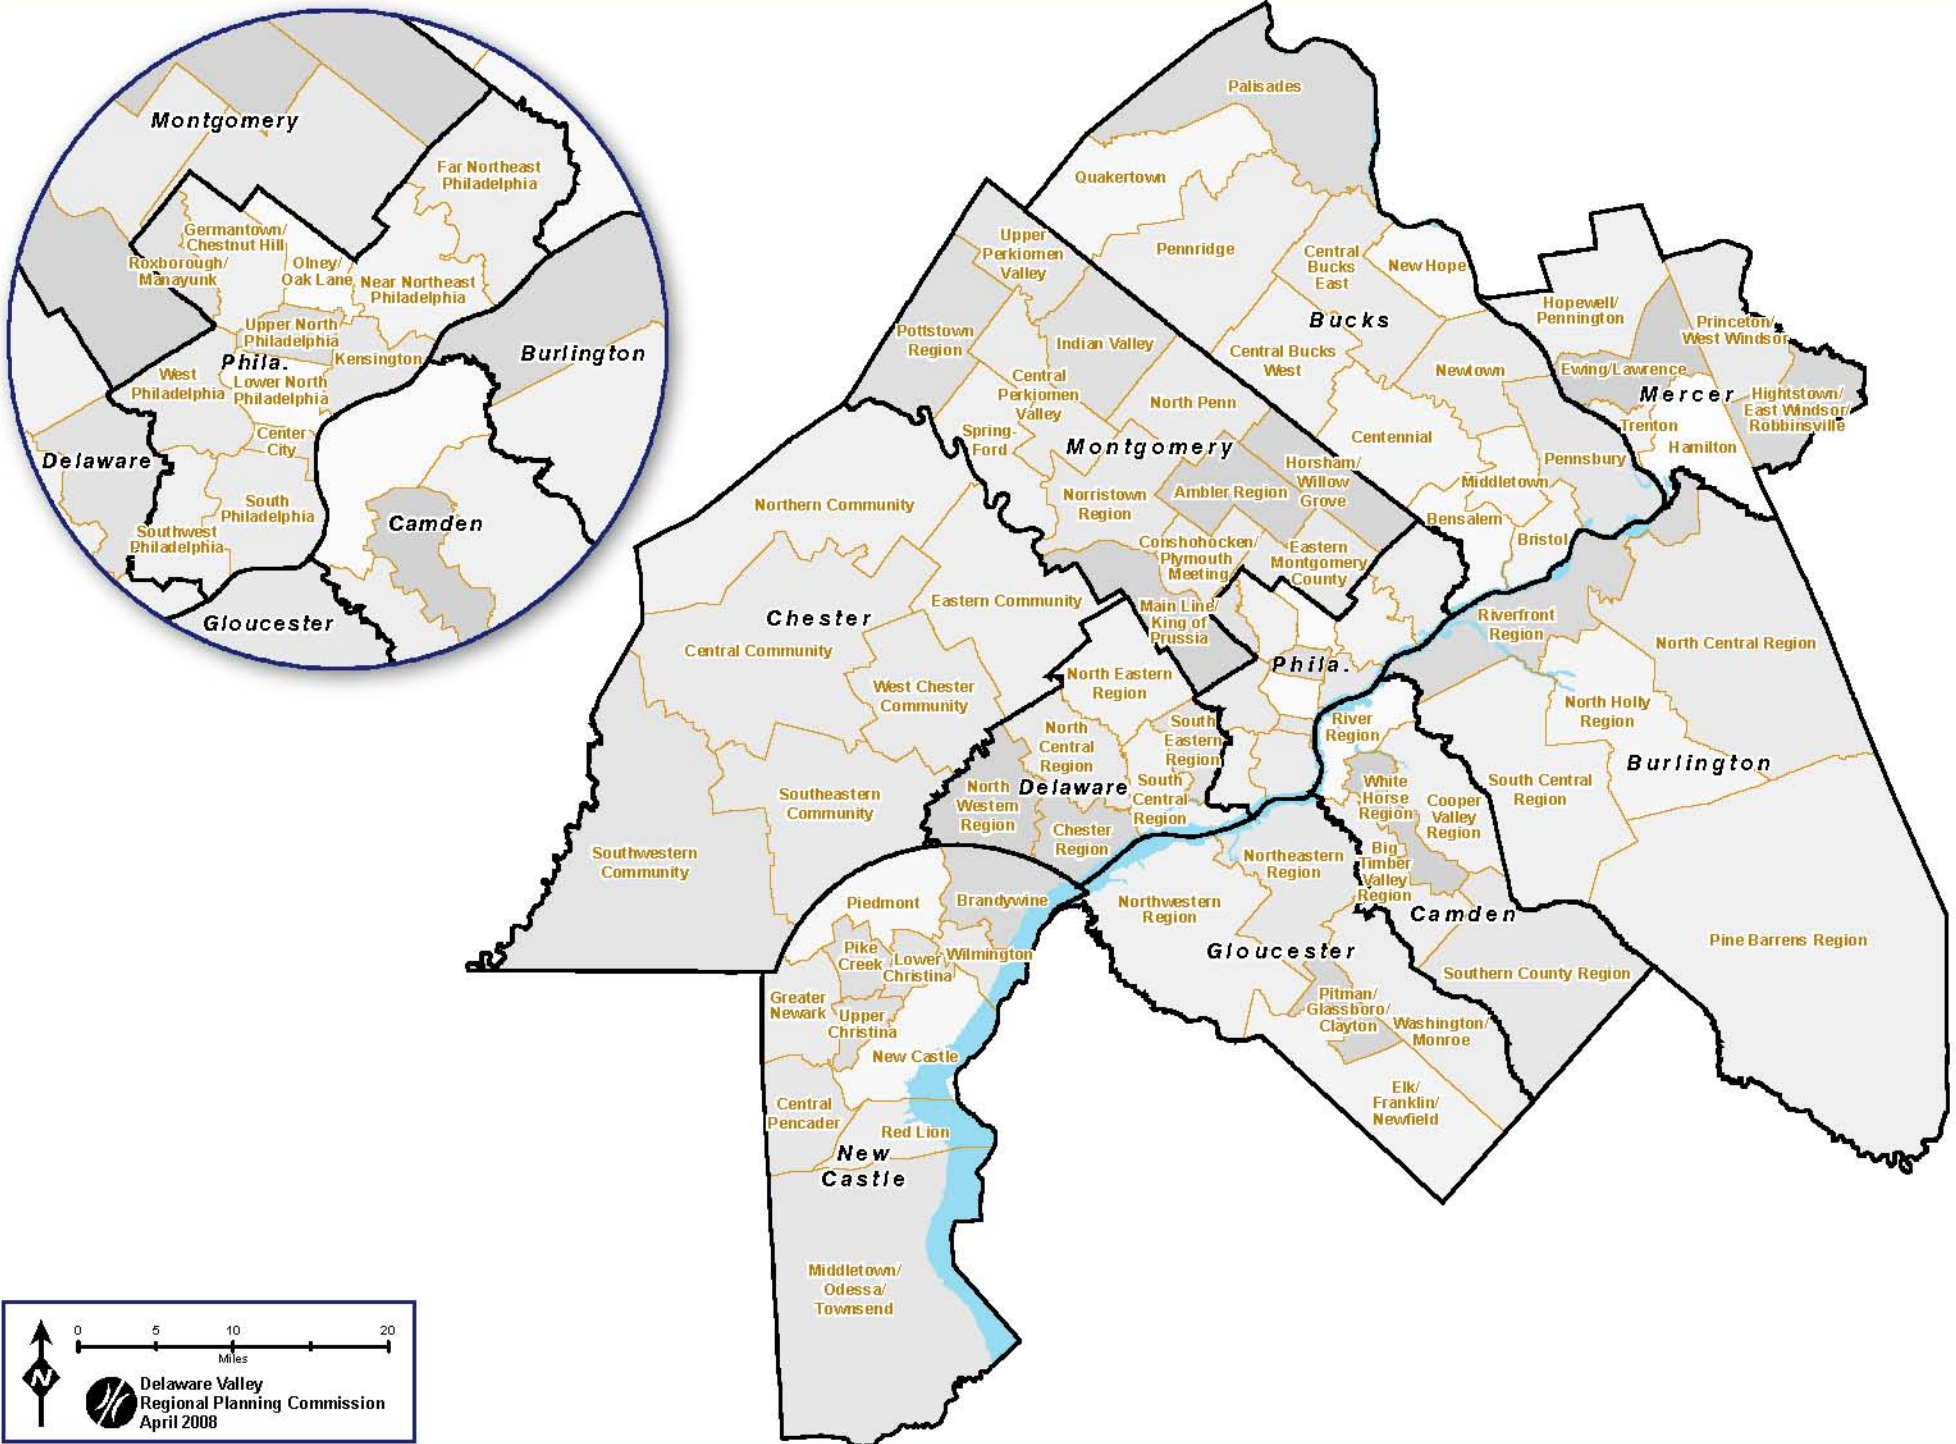 Montgomery
Far Northeast
Philadelphia
Germantown/
Chestnut Hill
Roxborough/
Manayunk
Olney/
Oak Lane
Near Northeast
Philadelphia
Upper North
Philadelphia
Phila.
Kensington
Burlington
West
Philadelphia
Lower North
Philadelphia
Center
City
Delaware
South
Philadelphia
Camden
Southwest
Philadelphia
Gloucester
Palisades
Quakertown
Pennridge
Central
Bucks
East
New Hope
Bucks
Central Bucks
West
Newtown
Centennial
Middletown
Pennsbury
Bensalem
Bristol
Upper
Perkiomen
Valley
Pottstown
Region
Indian Valley
Central
Perkiomen
Valley
North Penn
Spring-
Ford
Montgomery
Horsham/
Willow
Grove
Norristown
Region
Ambler Region
Conshohocken/
Plymouth
Meeting
Eastern
Montgomery
County
Main Line/
King of
Prussia
Hopewell/
Pennington
Princeton/
West Windsor
Ewing/Lawrence
Mercer
Hightstown/
East Windsor/
Robbinsville
Trenton
Hamilton
Northern Community
Chester
Eastern Community
Central Community
West Chester
Community
Southeastern
Community
Southwestern
Community
North Eastern
Region
North
Central
Region
South
Eastern
Region
Delaware
North
Western
Region
South
Central
Region
Chester
Region
Phila.
Riverfront
Region
North Central Region
North Holly
Region
Burlington
South Central
Region
Pine Barrens Region
River
Region
White
Horse
Region
Cooper
Valley
Region
Big
Timber
Valley
Region
Camden
Southern County Region
Northeastern
Region
Northwestern
Region
Gloucester
Pitman/
Glassboro/
Clayton
Washington/
Monroe
Elk/
Franklin/
Newfield
Piedmont
Brandywine
Pike
Creek
Lower
Christina
Wilmington
Greater
Newark
Upper
Christina
New Castle
Central
Pencader
Red Lion
New
Castle
Middletown/
Odessa/
Townsend
0 5 10 20
Miles
N
Delaware Valley
Regional Planning Commission
April 2008